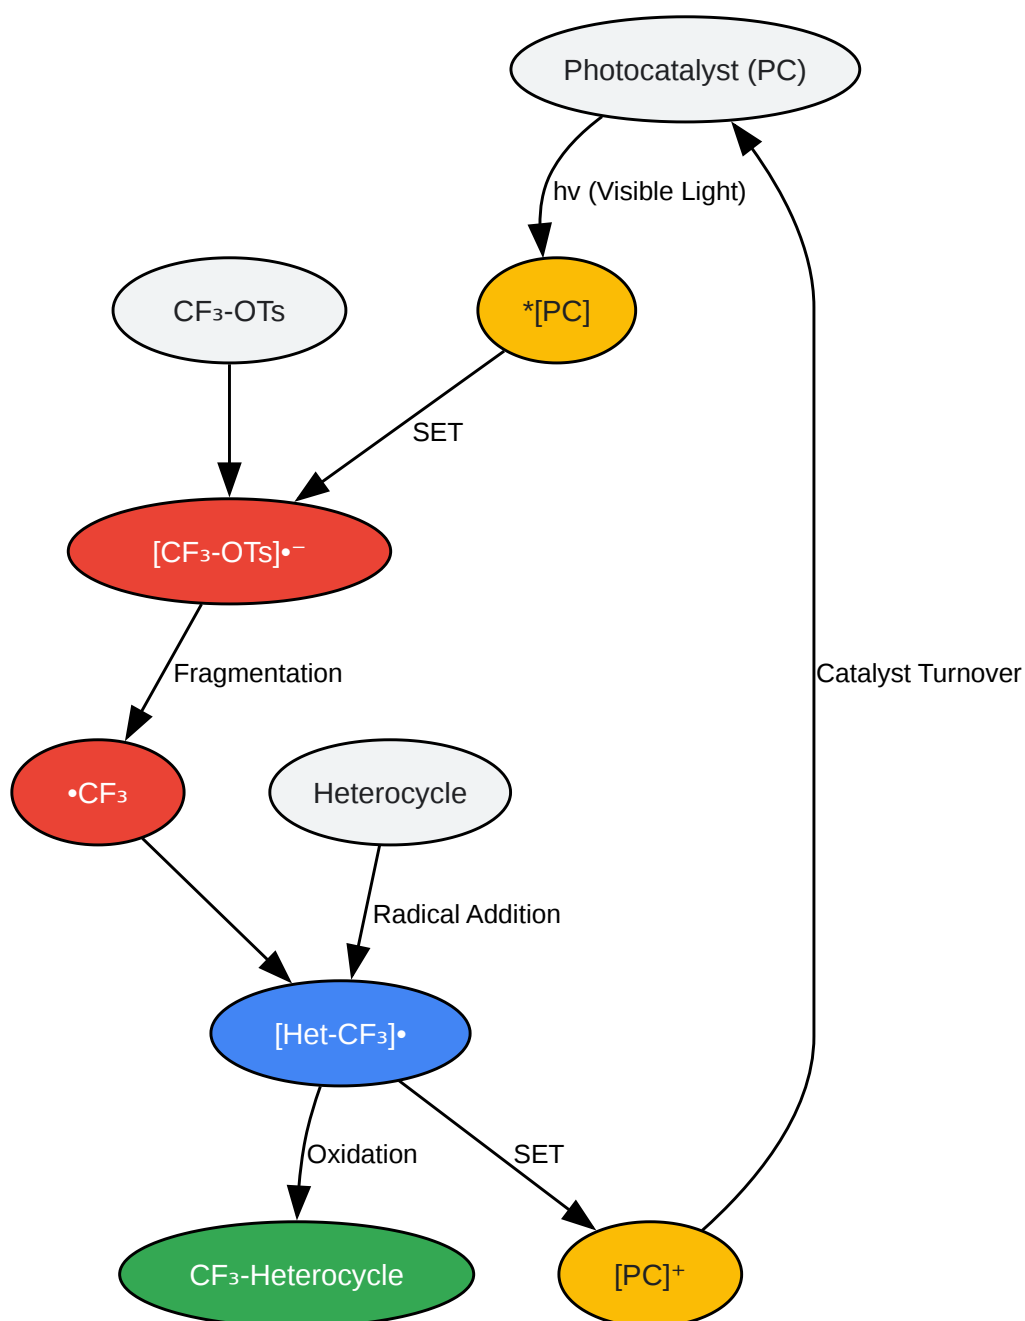 Photocatalyst (PC)
hv (Visible Light)
CF₃-OTs
*[PC]
SET
[CF₃-OTs]•⁻
Fragmentation
Catalyst Turnover
•CF₃
Heterocycle
Radical Addition
[Het-CF₃]•
Oxidation
SET
CF₃-Heterocycle
[PC]⁺